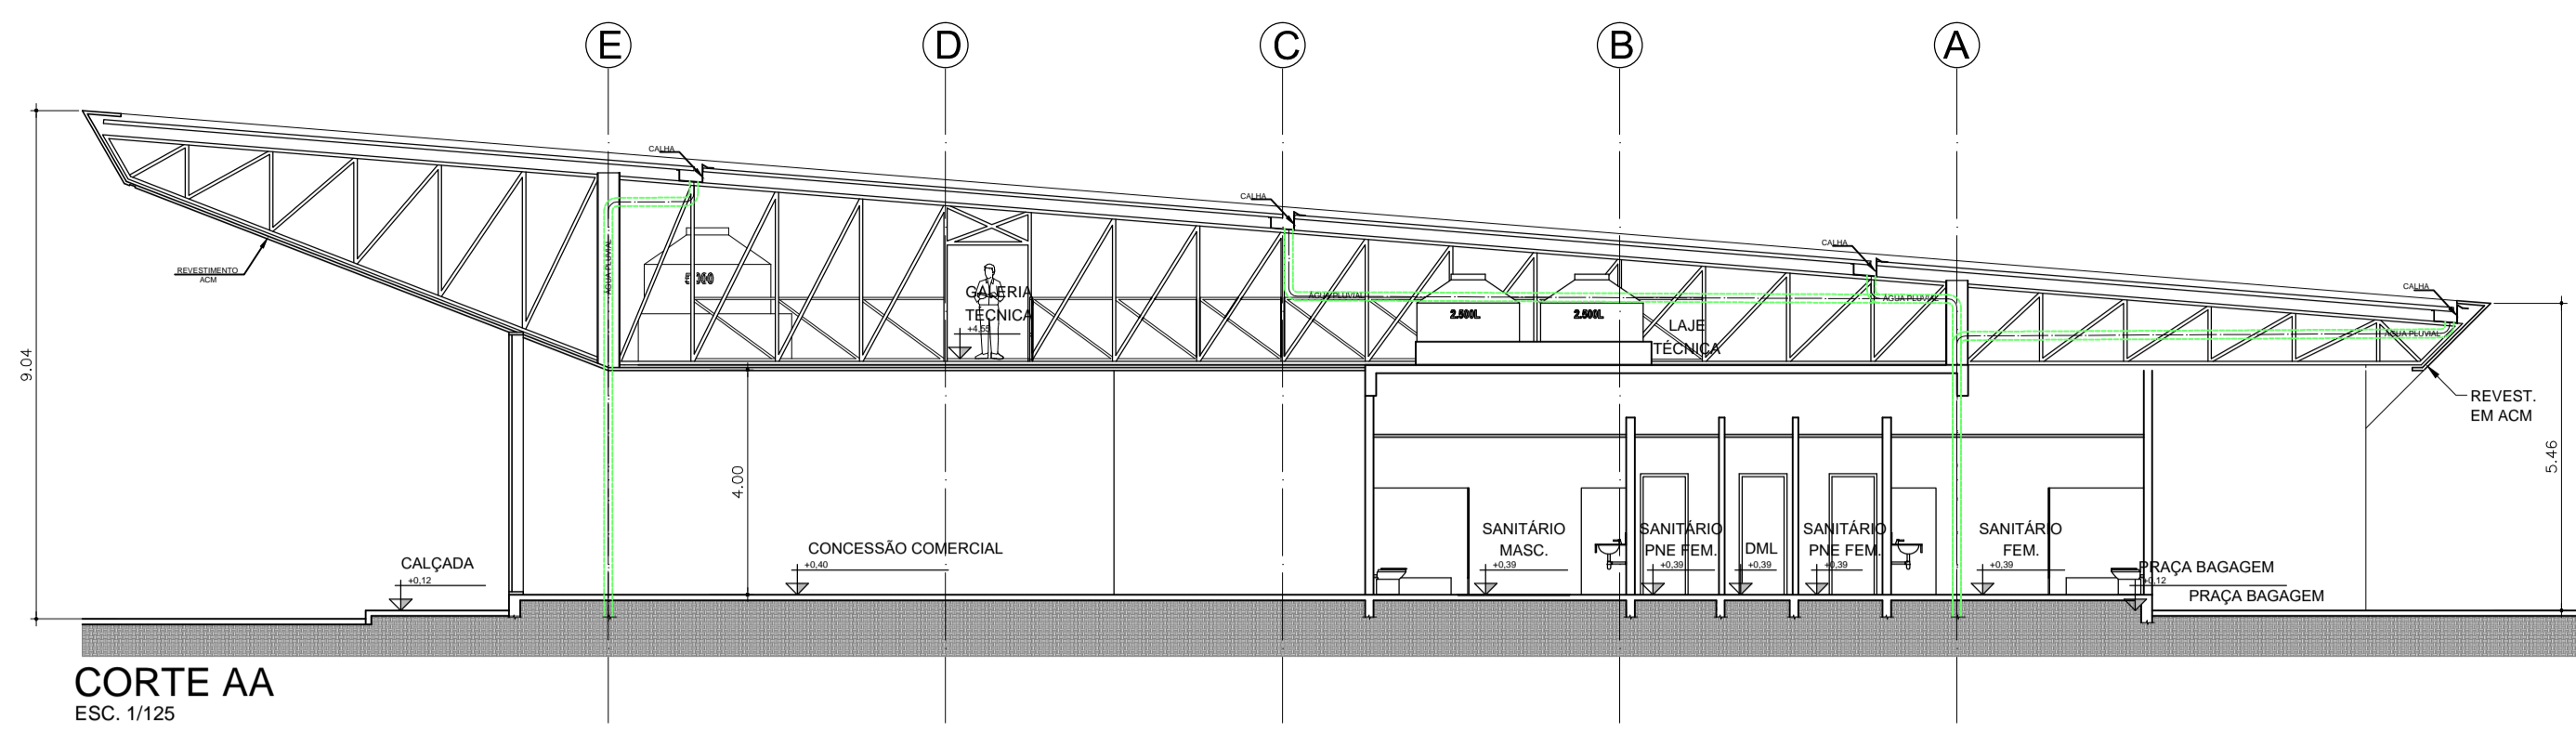 E
D
C
B
A
CALHA
CALHA
CALHA
CALHA
REVESTIMENTO
ACM
ÁGUA PLUVIAL
GALERIA
TÉCNICA
+4,55
ÁGUA PLUVIAL
2.500L
2.500L
LAJE
TÉCNICA
ÁGUA PLUVIAL
ÁGUA PLUVIAL
REVEST.
EM ACM
9.04
4.00
5.46
CALÇADA
+0,12
CONCESSÃO COMERCIAL
+0,40
SANITÁRIO
MASC.
+0,39
SANITÁRIO
PNE FEM.
+0,39
DML
+0,39
SANITÁRIO
PNE FEM.
+0,39
SANITÁRIO
FEM.
+0,39
PRAÇA BAGAGEM
+0,12
PRAÇA BAGAGEM
CORTE AA
ESC. 1/125